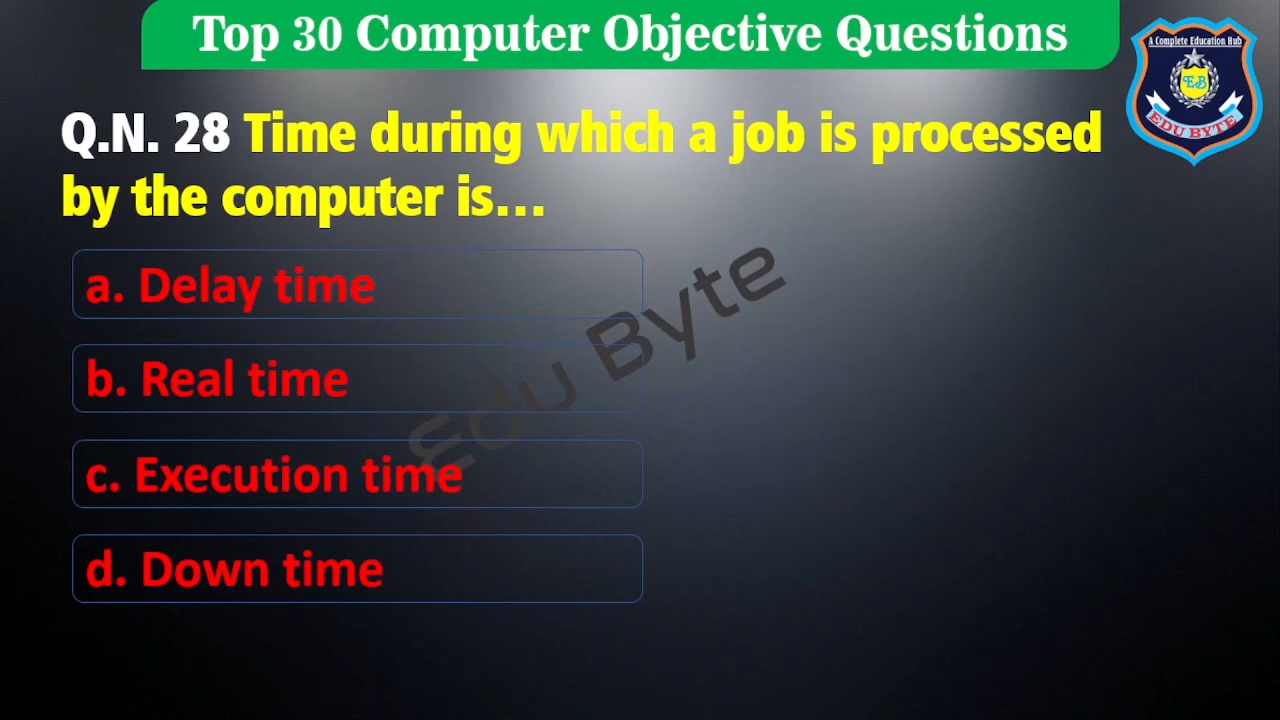 Top 30 Computer Objective Questions
A Complete Education Hub
EB
EDU BYTE
Q.N. 28 Time during which a job is processed
by the computer is...
a. Delay time
b. Real time
c. Execution time
d. Down time
Edu Byte